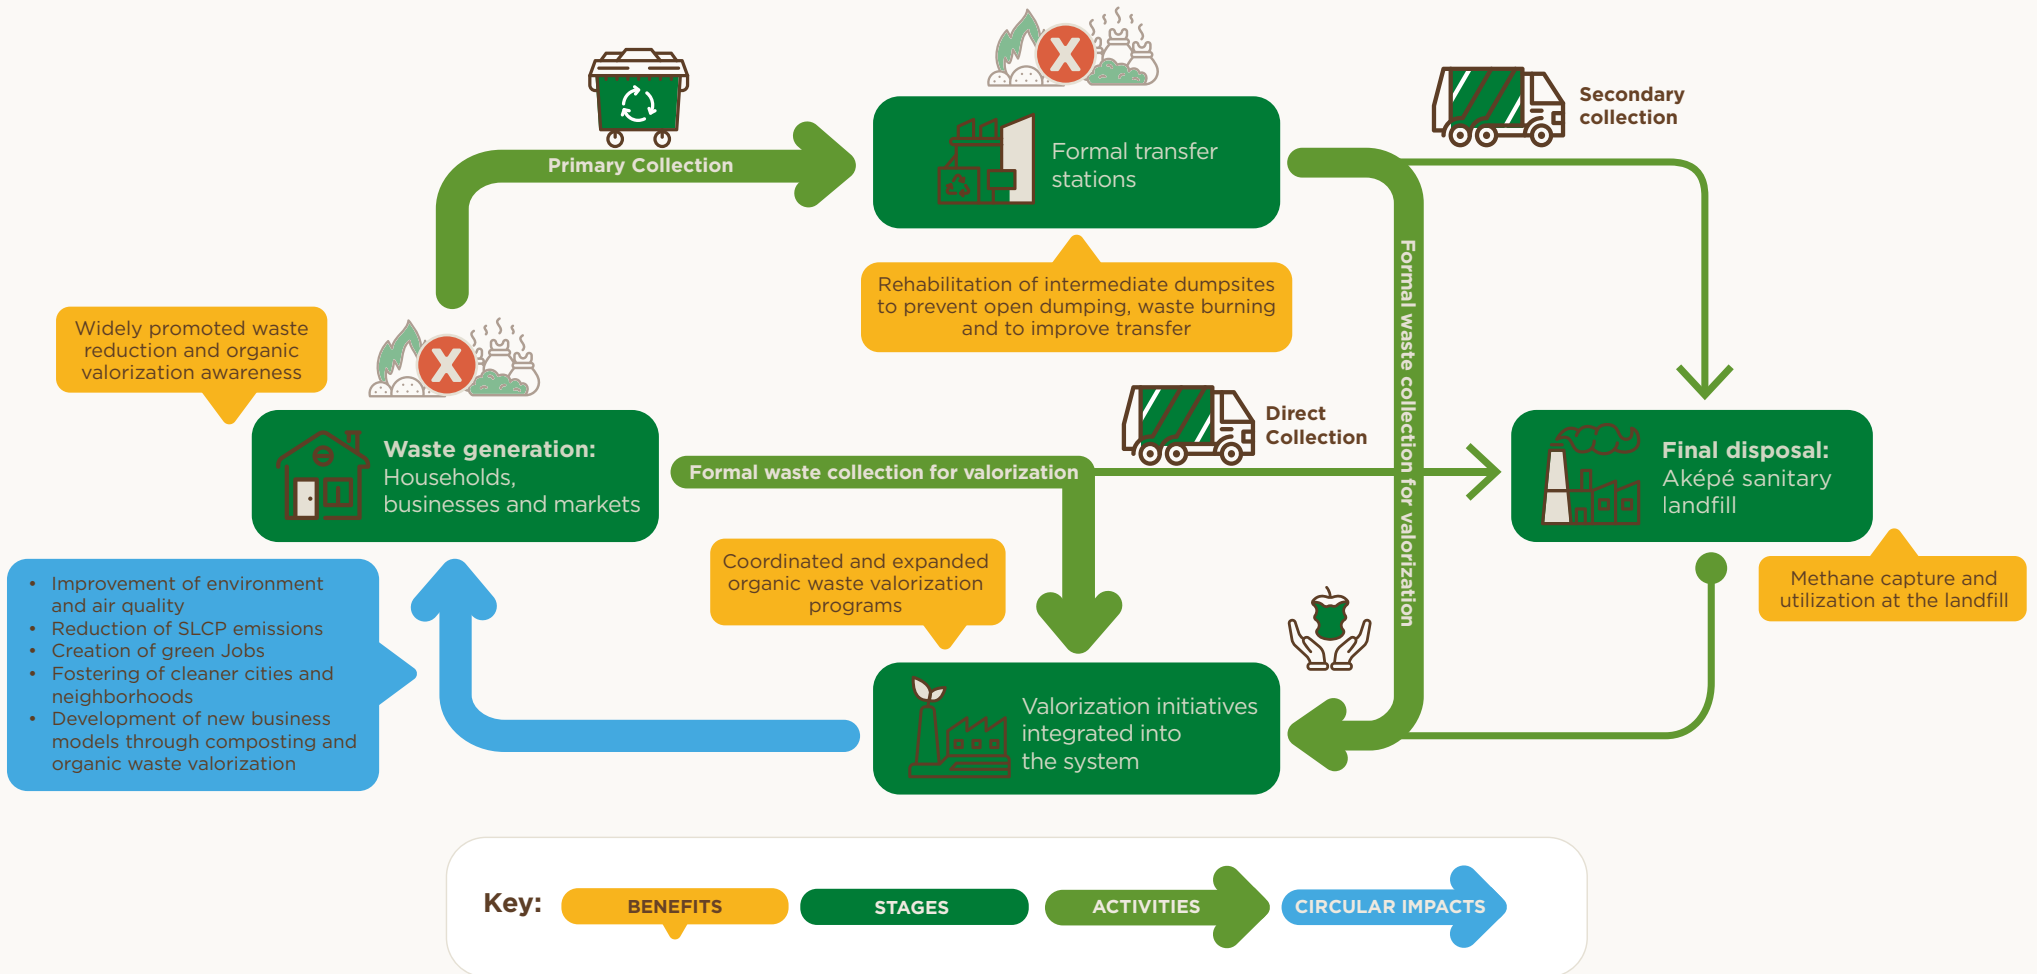 Primary Collection
X
Formal transfer
stations
Secondary
collection
Rehabilitation of intermediate dumpsites
to prevent open dumping, waste burning
and to improve transfer
Formal waste collection for valorization
Widely promoted waste
reduction and organic
valorization awareness
X
Waste generation:
Households,
businesses and markets
Formal waste collection for valorization
Direct
Collection
Final disposal:
Aképé sanitary
landfill
Methane capture and
utilization at the landfill
Coordinated and expanded
organic waste valorization
programs
• Improvement of environment
and air quality
• Reduction of SLCP emissions
• Creation of green Jobs
• Fostering of cleaner cities and
neighborhoods
• Development of new business
models through composting and
organic waste valorization
Valorization initiatives
integrated into
the system
Key:
BENEFITS
STAGES
ACTIVITIES
CIRCULAR IMPACTS